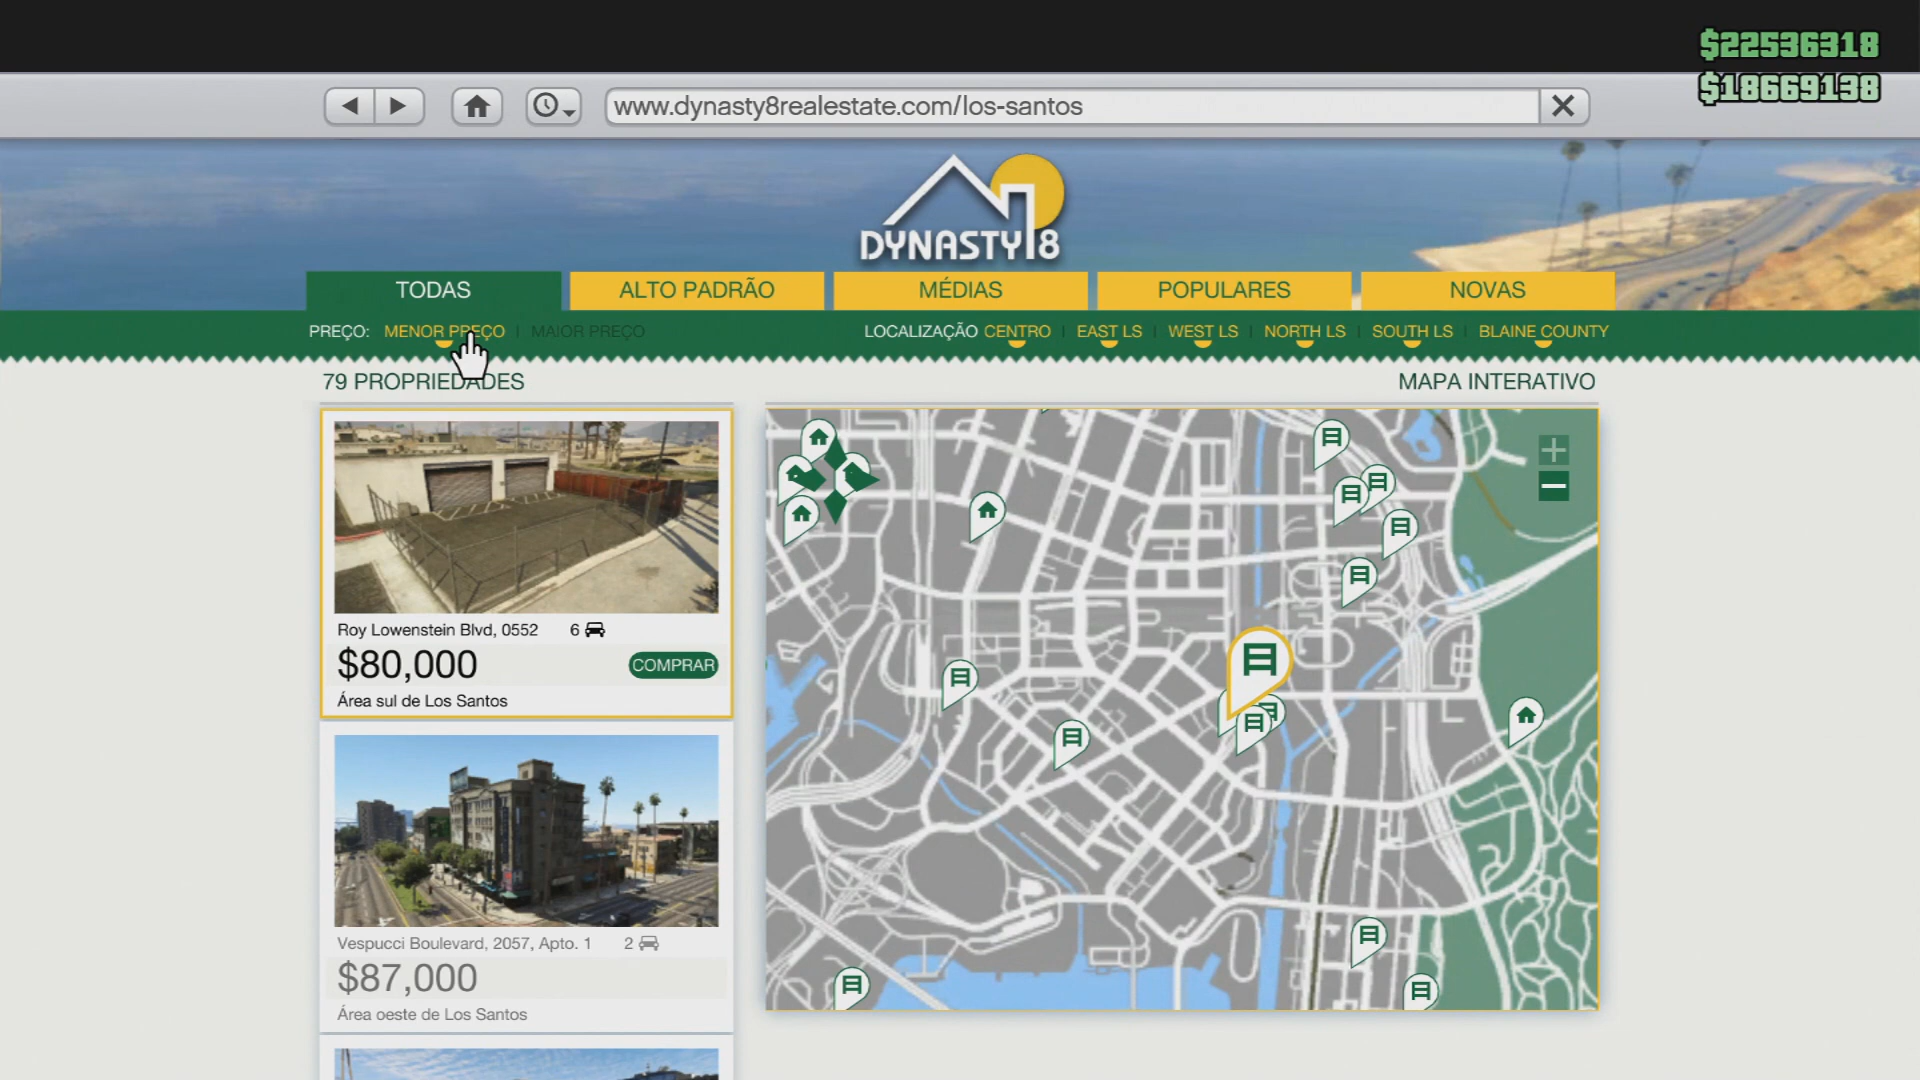 $22536318
$18669138
www.dynasty8realestate.com/los-santos
DYNASTY 8
TODAS
ALTO PADRÃO
MÉDIAS
POPULARES
NOVAS
PREÇO: MENOR PREÇO | MAIOR PREÇO
LOCALIZAÇÃO CENTRO | EAST LS | WEST LS | NORTH LS | SOUTH LS | BLAINE COUNTY
79 PROPRIEDADES
MAPA INTERATIVO
Roy Lowenstein Blvd, 0552 6
$80,000
COMPRAR
Área sul de Los Santos
Vespucci Boulevard, 2057, Apto. 1 2
$87,000
Área oeste de Los Santos